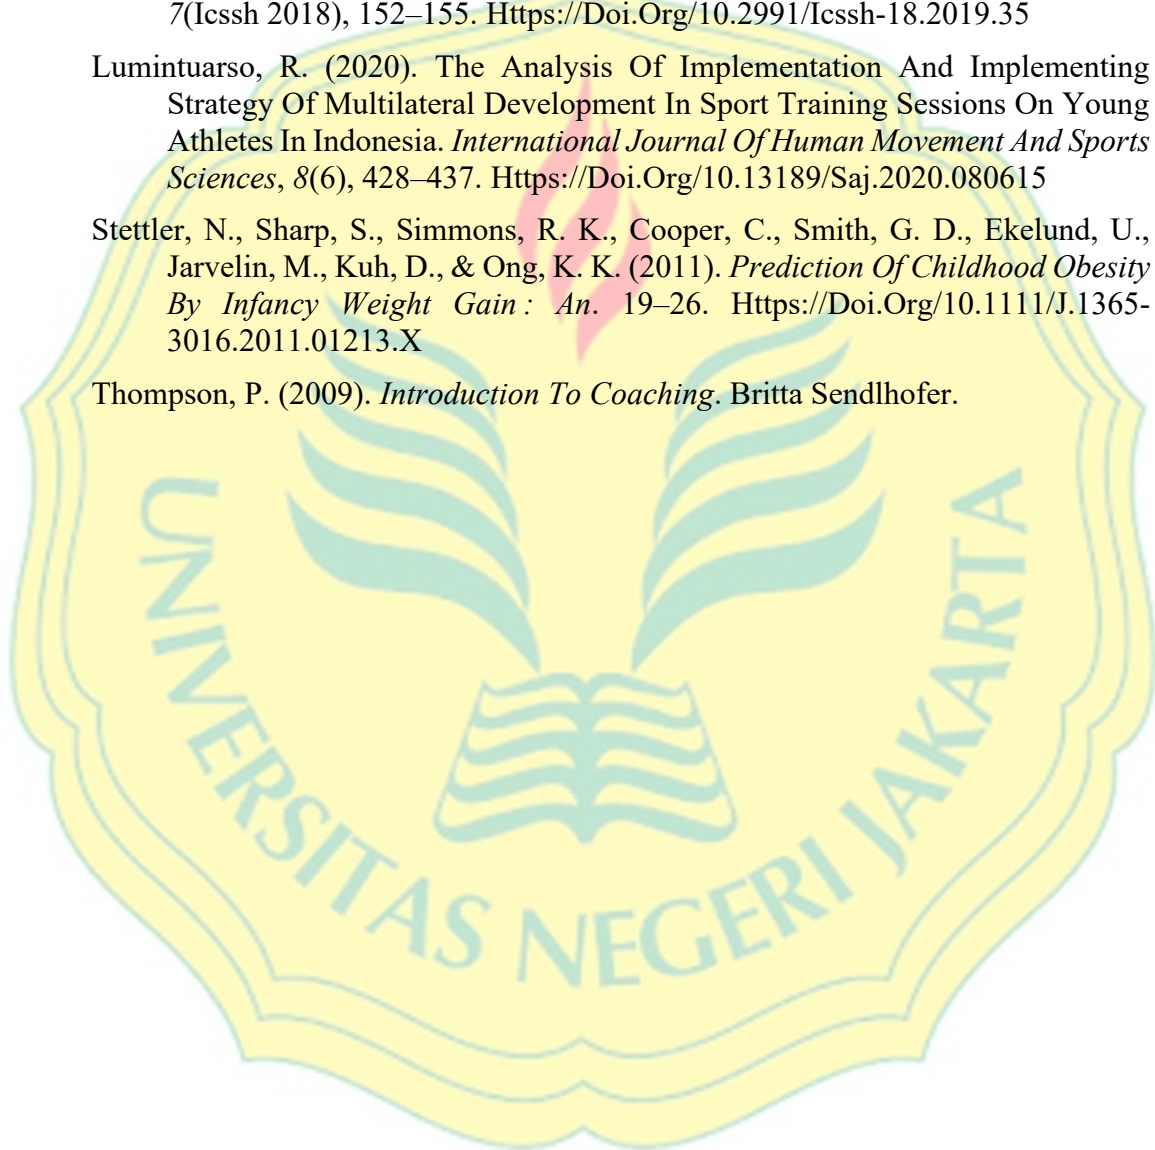 7(Icssh 2018), 152–155. Https://Doi.Org/10.2991/Icssh-18.2019.35
Lumintuarso, R. (2020). The Analysis Of Implementation And Implementing
Strategy Of Multilateral Development In Sport Training Sessions On Young
Athletes In Indonesia. International Journal Of Human Movement And Sports
Sciences, 8(6), 428–437. Https://Doi.Org/10.13189/Saj.2020.080615
Stettler, N., Sharp, S., Simmons, R. K., Cooper, C., Smith, G. D., Ekelund, U.,
Jarvelin, M., Kuh, D., & Ong, K. K. (2011). Prediction Of Childhood Obesity
By Infancy Weight Gain : An. 19–26. Https://Doi.Org/10.1111/J.1365-
3016.2011.01213.X
Thompson, P. (2009). Introduction To Coaching. Britta Sendlhofer.
UNIVERSITAS NEGERI JAKARTA